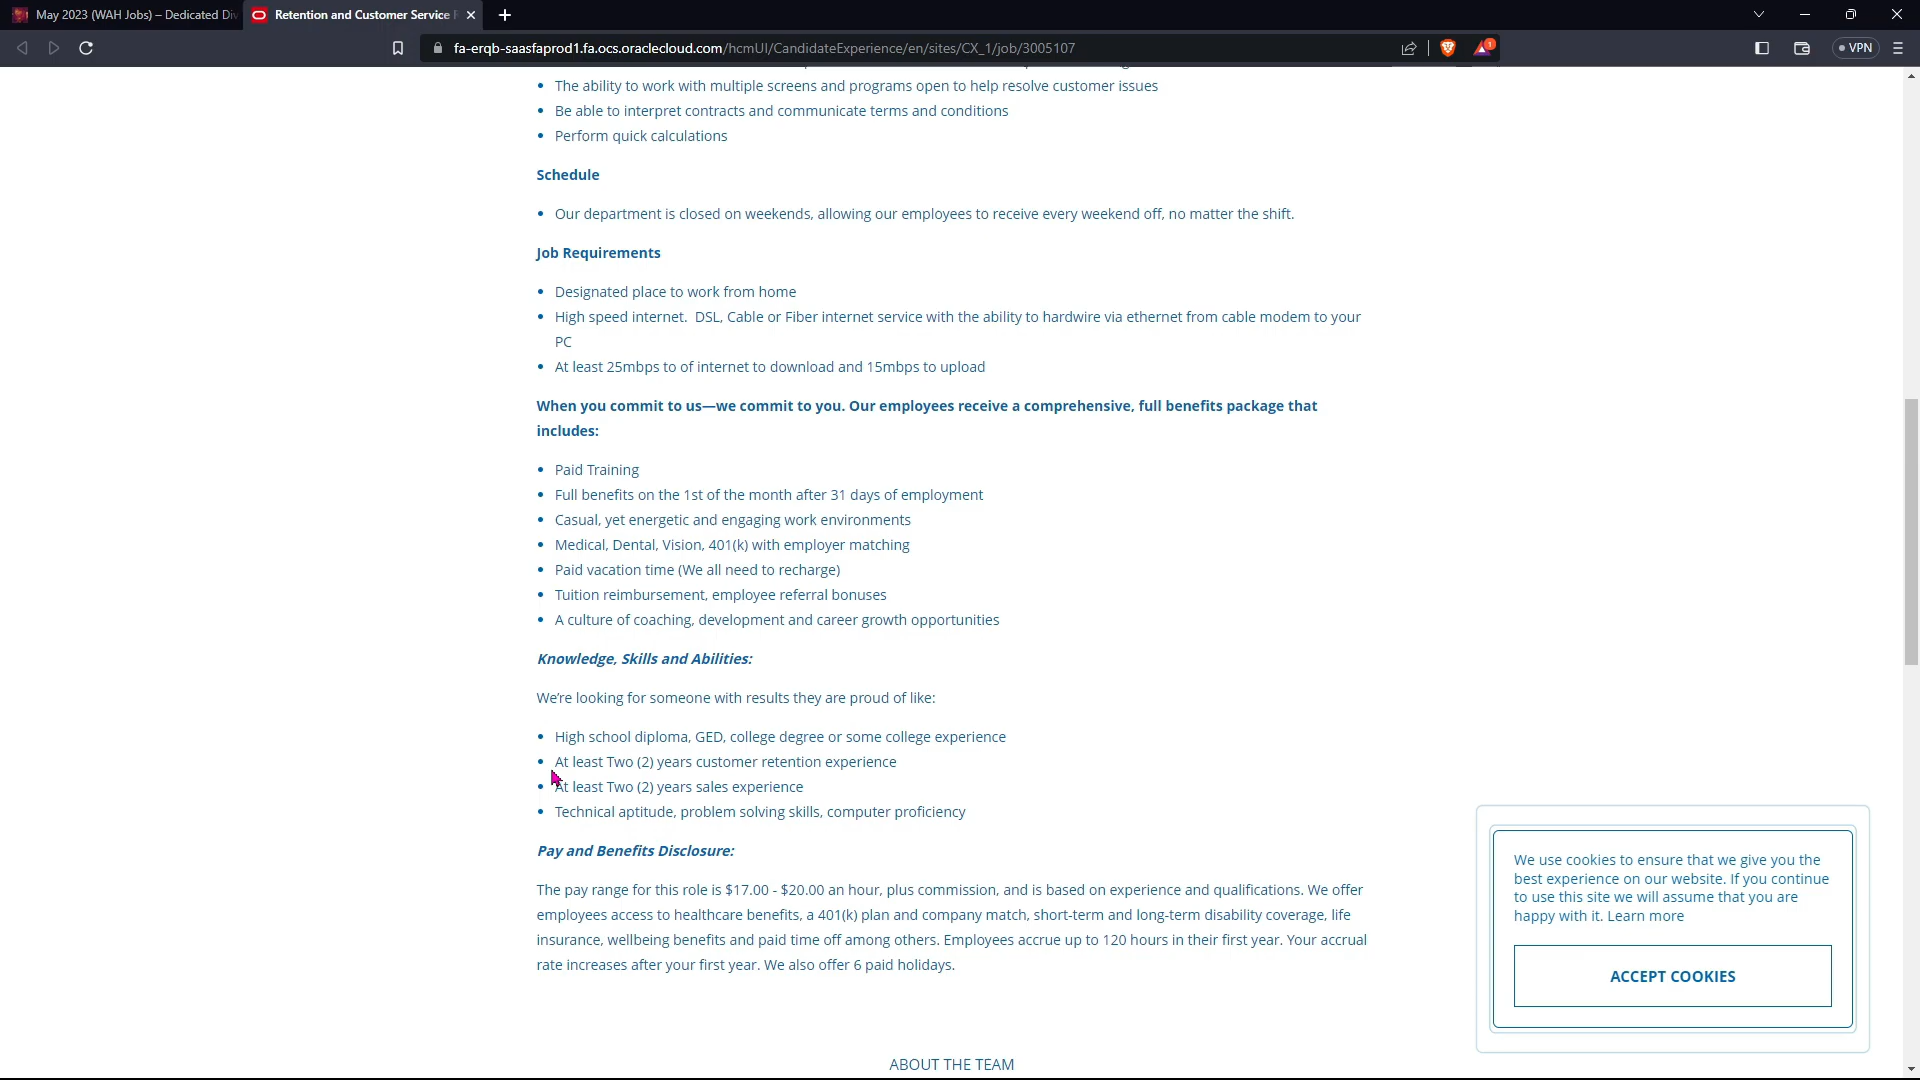 May 2023 (WAH Jobs) – Dedicated Div
Retention and Customer Service
fa-erqb-saasfaprod1.fa.ocs.oraclecloud.com/hcmUI/CandidateExperience/en/sites/CX_1/job/3005107
1
VPN
• The ability to work with multiple screens and programs open to help resolve customer issues
• Be able to interpret contracts and communicate terms and conditions
• Perform quick calculations
Schedule
• Our department is closed on weekends, allowing our employees to receive every weekend off, no matter the shift.
Job Requirements
• Designated place to work from home
• High speed internet.  DSL, Cable or Fiber internet service with the ability to hardwire via ethernet from cable modem to your
PC
• At least 25mbps to of internet to download and 15mbps to upload
When you commit to us—we commit to you. Our employees receive a comprehensive, full benefits package that
includes:
• Paid Training
• Full benefits on the 1st of the month after 31 days of employment
• Casual, yet energetic and engaging work environments
• Medical, Dental, Vision, 401(k) with employer matching
• Paid vacation time (We all need to recharge)
• Tuition reimbursement, employee referral bonuses
• A culture of coaching, development and career growth opportunities
Knowledge, Skills and Abilities:
We're looking for someone with results they are proud of like:
• High school diploma, GED, college degree or some college experience
• At least Two (2) years customer retention experience
• At least Two (2) years sales experience
• Technical aptitude, problem solving skills, computer proficiency
Pay and Benefits Disclosure:
The pay range for this role is $17.00 - $20.00 an hour, plus commission, and is based on experience and qualifications. We offer
employees access to healthcare benefits, a 401(k) plan and company match, short-term and long-term disability coverage, life
insurance, wellbeing benefits and paid time off among others. Employees accrue up to 120 hours in their first year. Your accrual
rate increases after your first year. We also offer 6 paid holidays.
ABOUT THE TEAM
We use cookies to ensure that we give you the
best experience on our website. If you continue
to use this site we will assume that you are
happy with it. Learn more
ACCEPT COOKIES